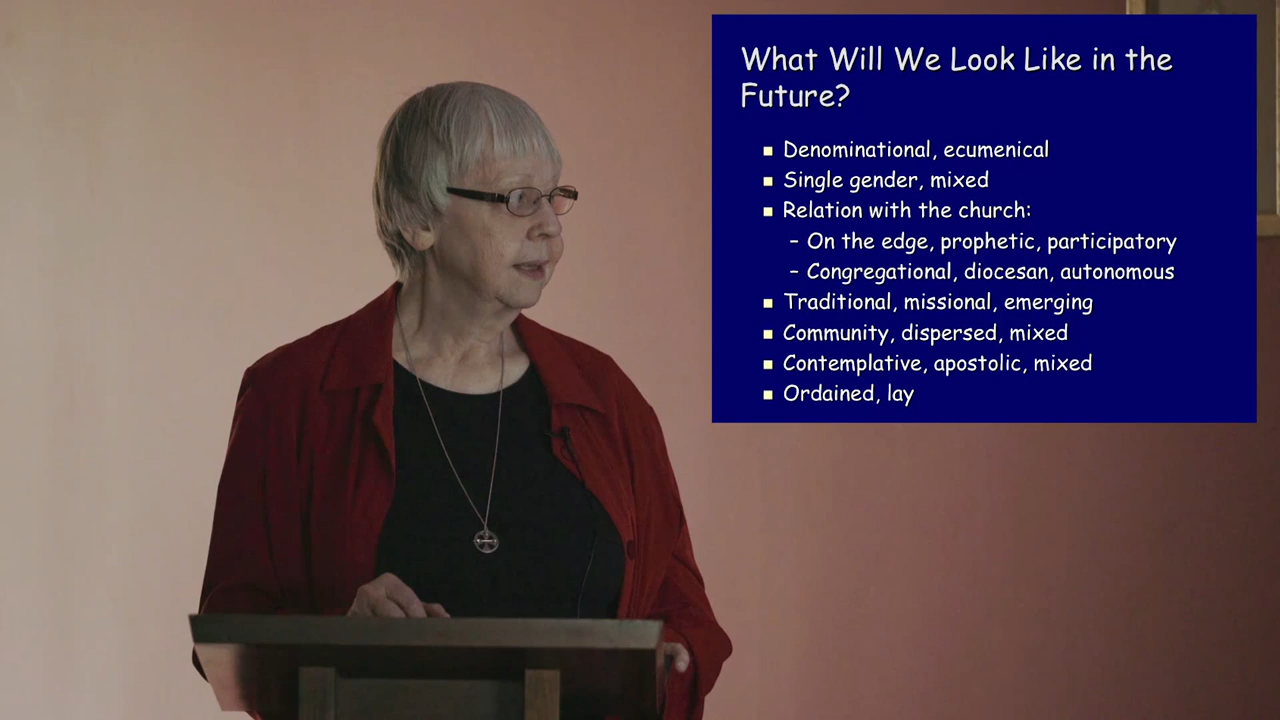 What Will We Look Like in the
Future?
Denominational, ecumenical
Single gender, mixed
Relation with the church:
– On the edge, prophetic, participatory
– Congregational, diocesan, autonomous
Traditional, missional, emerging
Community, dispersed, mixed
Contemplative, apostolic, mixed
Ordained, lay